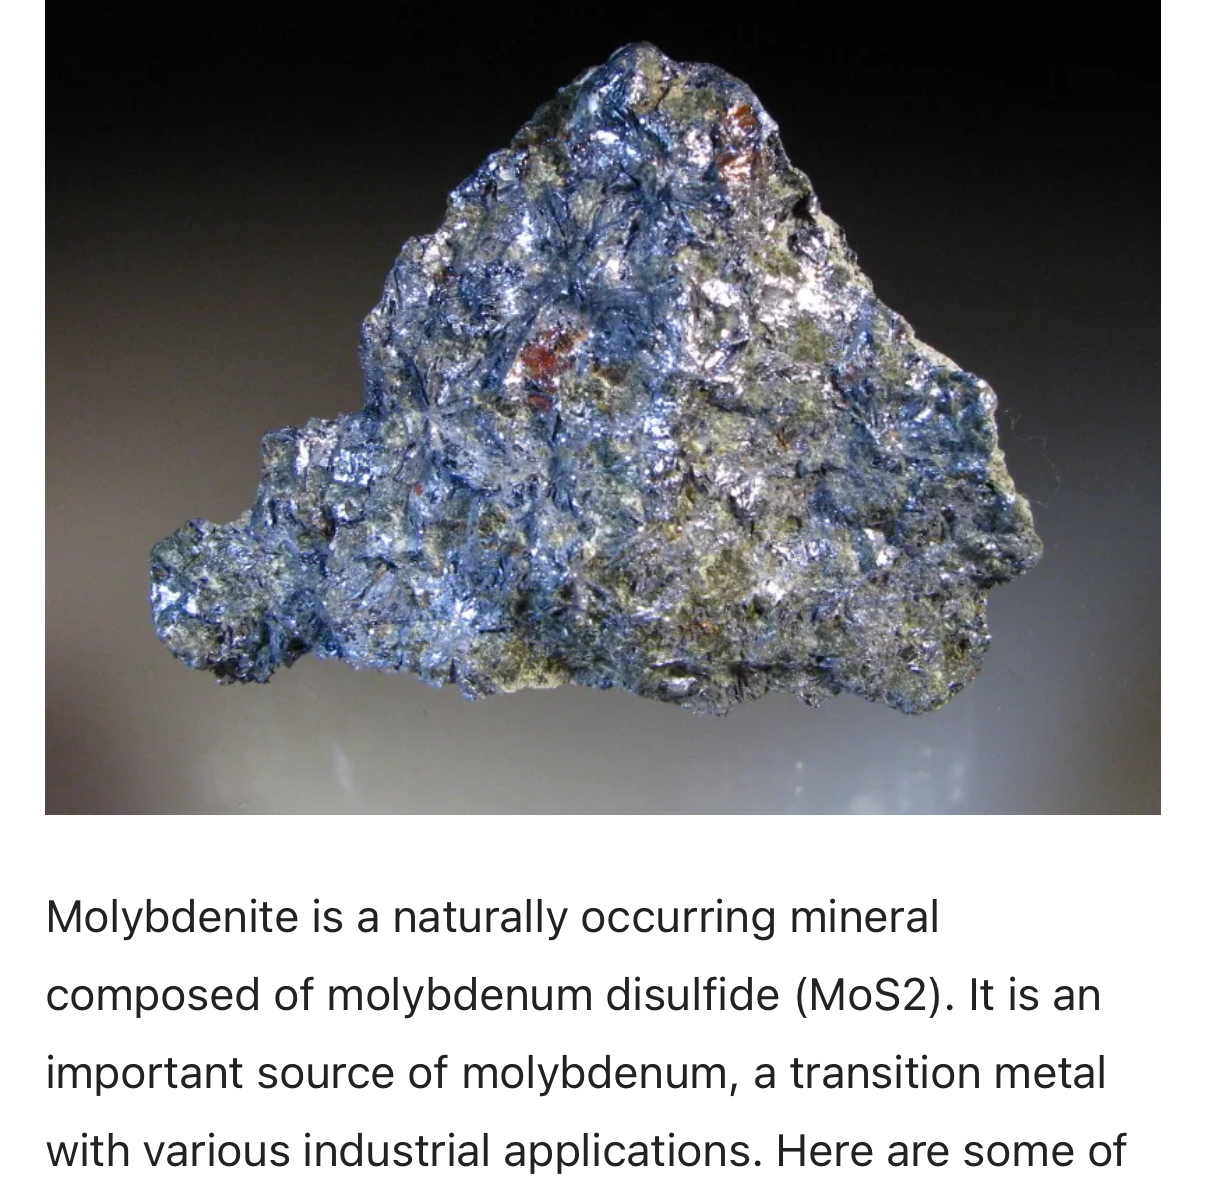 Molybdenite is a naturally occurring mineral
composed of molybdenum disulfide (MoS2). It is an
important source of molybdenum, a transition metal
with various industrial applications. Here are some of